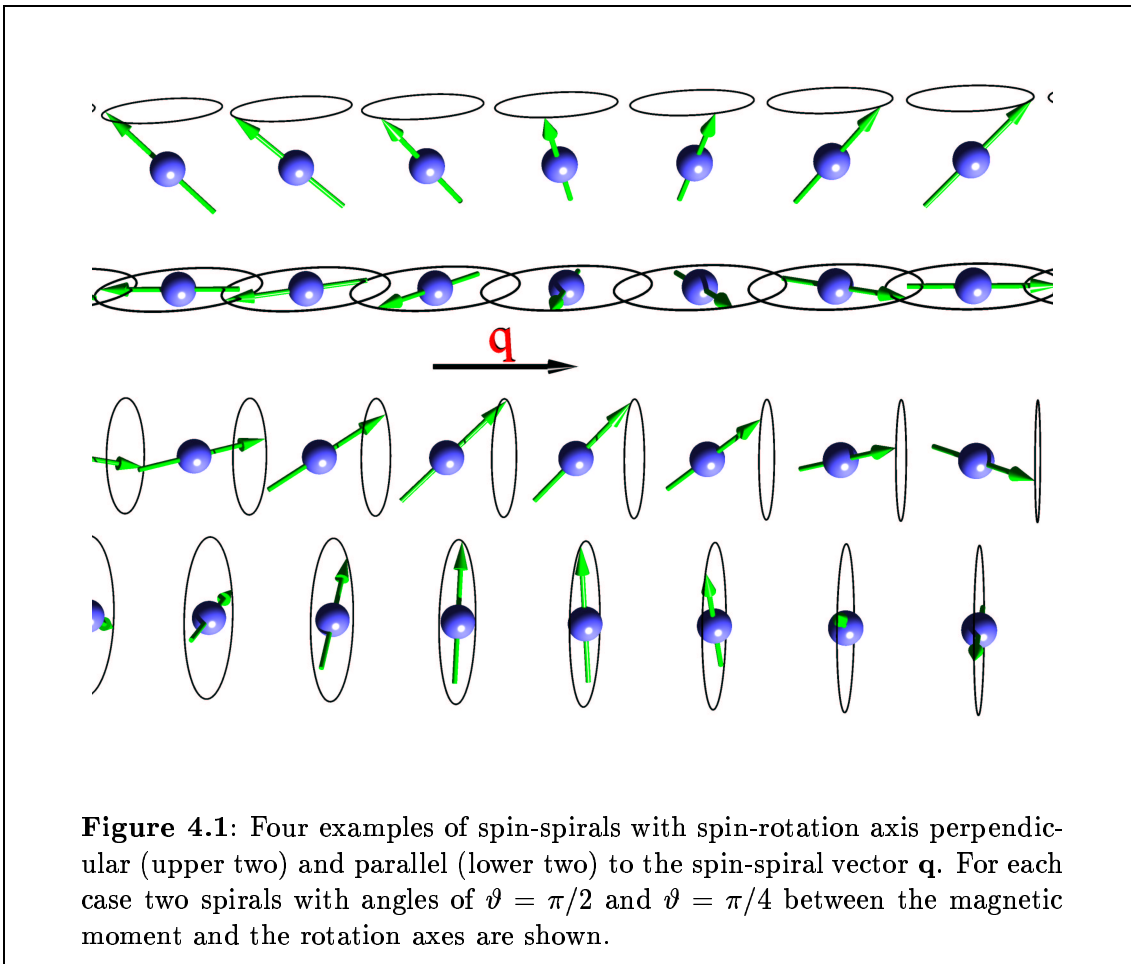 q
Figure 4.1: Four examples of spin-spirals with spin-rotation axis perpendic-
ular (upper two) and parallel (lower two) to the spin-spiral vector q. For each
case two spirals with angles of ϑ = π/2 and ϑ = π/4 between the magnetic
moment and the rotation axes are shown.